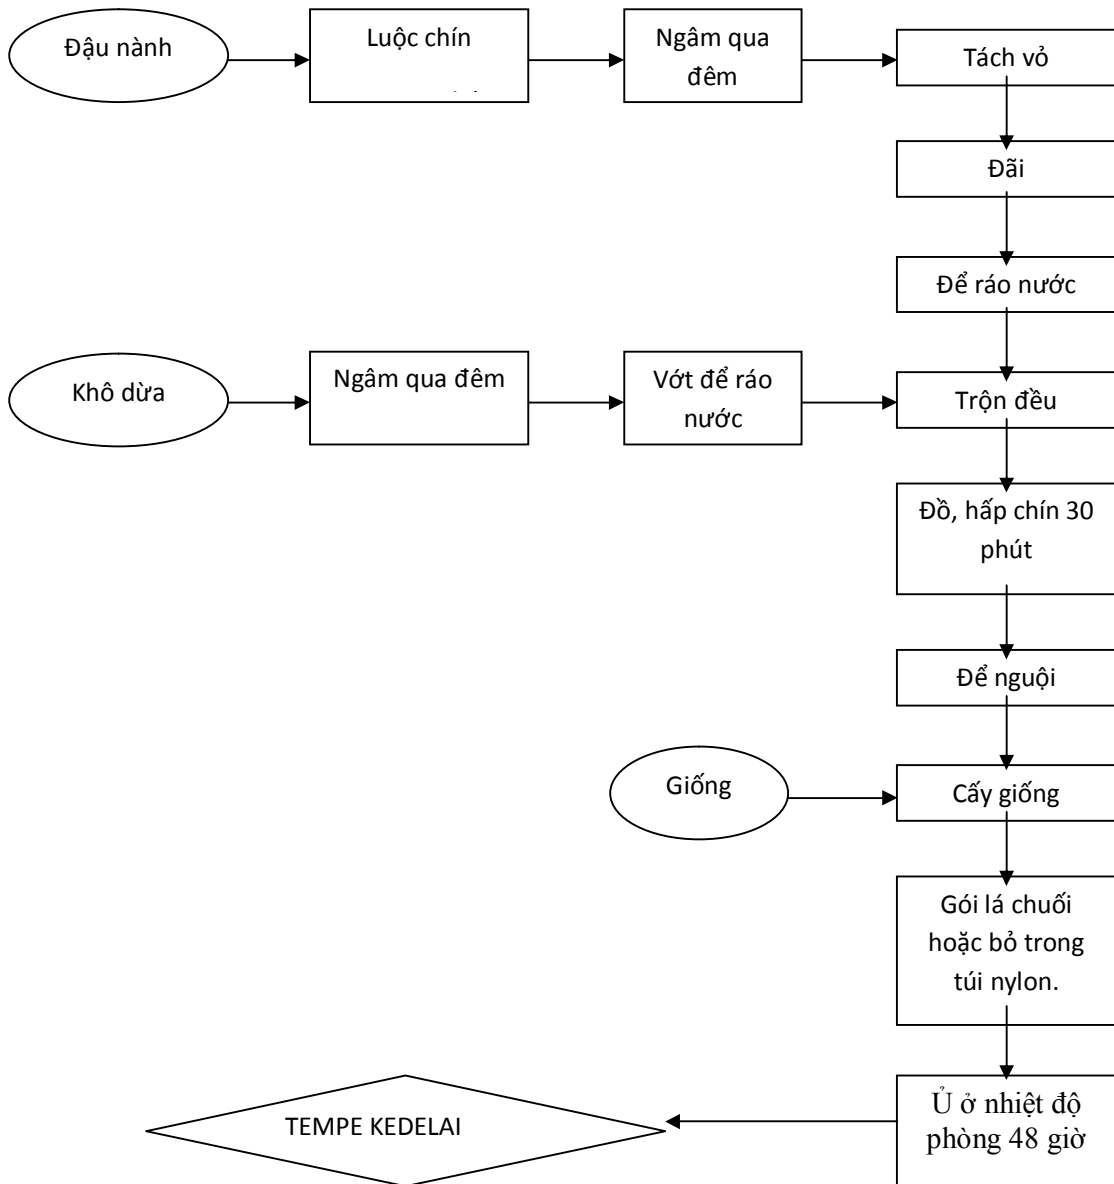 Đậu nành
Luộc chín
Ngâm qua
đêm
Tách vỏ
Đãi
Để ráo nước
Khô dừa
Ngâm qua đêm
Vớt để ráo
nước
Trộn đều
Đồ, hấp chín 30
phút
Để nguội
Giống
Cấy giống
Gói lá chuối
hoặc bỏ trong
túi nylon.
TEMPE KEDELAI
Ủ ở nhiệt độ
phòng 48 giờ